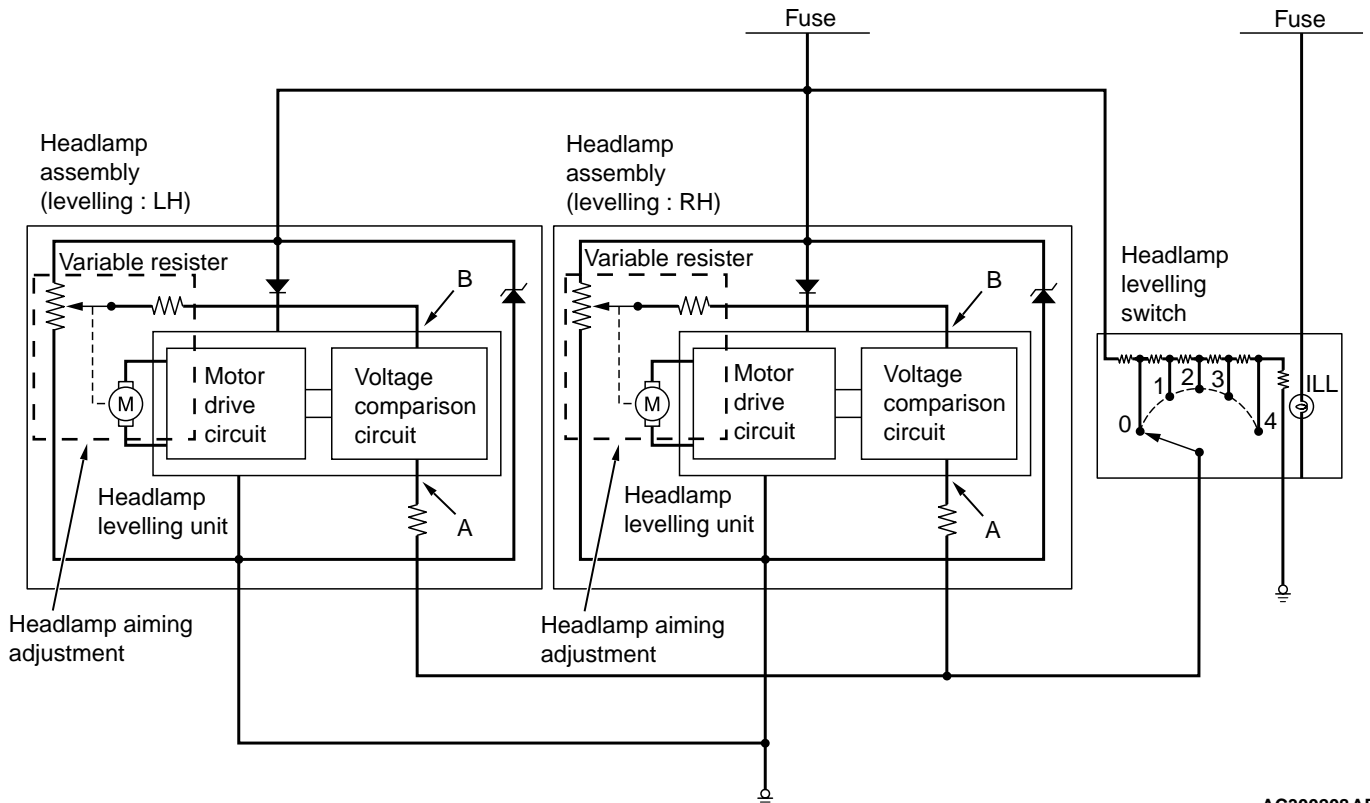 Fuse
Fuse
Headlamp
assembly
(levelling : LH)
Headlamp
assembly
(levelling : RH)
Headlamp
levelling
switch
Variable resister
B
M
Motor
drive
circuit
Voltage
comparison
circuit
Headlamp
levelling unit
A
Headlamp aiming
adjustment
Variable resister
B
M
Motor
drive
circuit
Voltage
comparison
circuit
Headlamp
levelling unit
A
Headlamp aiming
adjustment
0
1
2
3
4
ILL